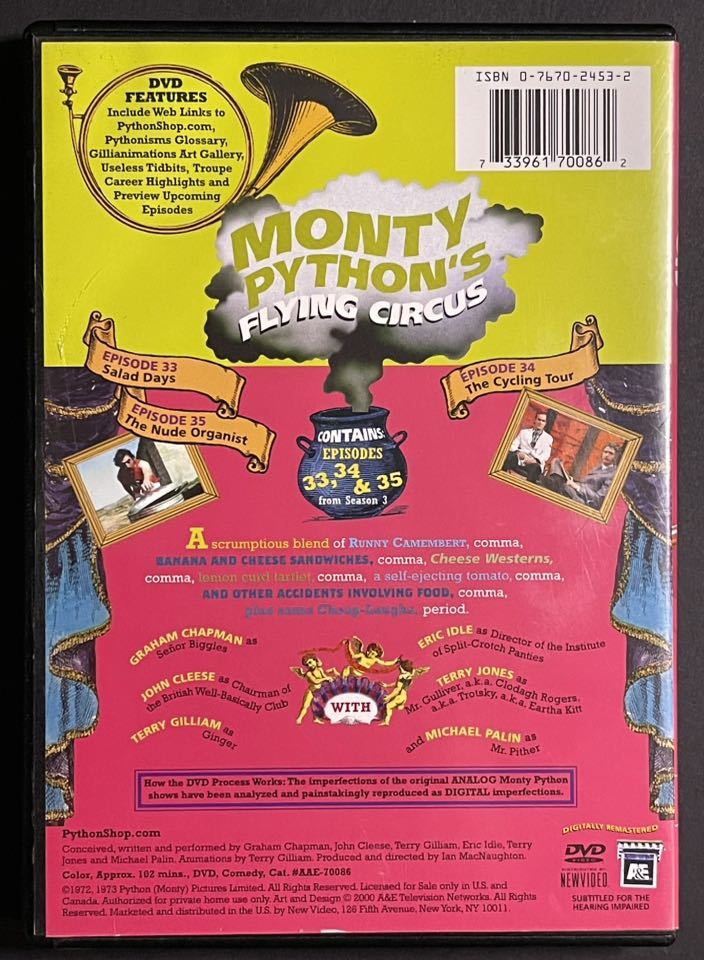 DVD
FEATURES
Include Web Links to
PythonShop.com,
Pythonisms Glossary,
Gillianimations Art Gallery,
Useless Tidbits, Troupe
Career Highlights and
Preview Upcoming
Episodes
ISBN 0-7670-2453-2
7 33961 70086 2
MONTY
PYTHON'S
FLYING CIRCUS
EPISODE 33
Salad Days
EPISODE 35
The Nude Organist
EPISODE 34
The Cycling Tour
CONTAINS:
EPISODES
33, 34
& 35
from Season 3
A scrumptious blend of RUNNY CAMEMBERT, comma,
BANANA AND CHEESE SANDWICHES, comma, Cheese Westerns,
comma, lemon curd tartlet, comma, a self-ejecting tomato, comma,
AND OTHER ACCIDENTS INVOLVING FOOD, comma,
plus some Cheap-Laughs, period.
GRAHAM CHAPMAN as
Señor Biggles
JOHN CLEESE as Chairman of
the British Well-Basically Club
TERRY GILLIAM as
Ginger
WITH
ERIC IDLE as Director of the Institute
of Split-Crotch Panties
TERRY JONES as
Mr. Gulliver, a.k.a. Clodagh Rogers,
a.k.a. Trotsky, a.k.a. Eartha Kitt
and MICHAEL PALIN as
Mr. Pither
How the DVD Process Works: The imperfections of the original ANALOG Monty Python
shows have been analyzed and painstakingly reproduced as DIGITAL imperfections.
PythonShop.com
Conceived, written and performed by Graham Chapman, John Cleese, Terry Gilliam, Eric Idle, Terry
Jones and Michael Palin. Animations by Terry Gilliam. Produced and directed by Ian MacNaughton.
Color, Approx. 102 mins., DVD, Comedy, Cat. #AAE-70086
©1972, 1973 Python (Monty) Pictures Limited. All Rights Reserved. Licensed for Sale only in U.S. and
Canada. Authorized for private home use only. Art and Design © 2000 A&E Television Networks. All Rights
Reserved. Marketed and distributed in the U.S. by New Video, 126 Fifth Avenue, New York, NY 10011.
DIGITALLY REMASTERED
DVD
VIDEO
NEWVIDEO
A&E
SUBTITLED FOR THE
HEARING IMPAIRED